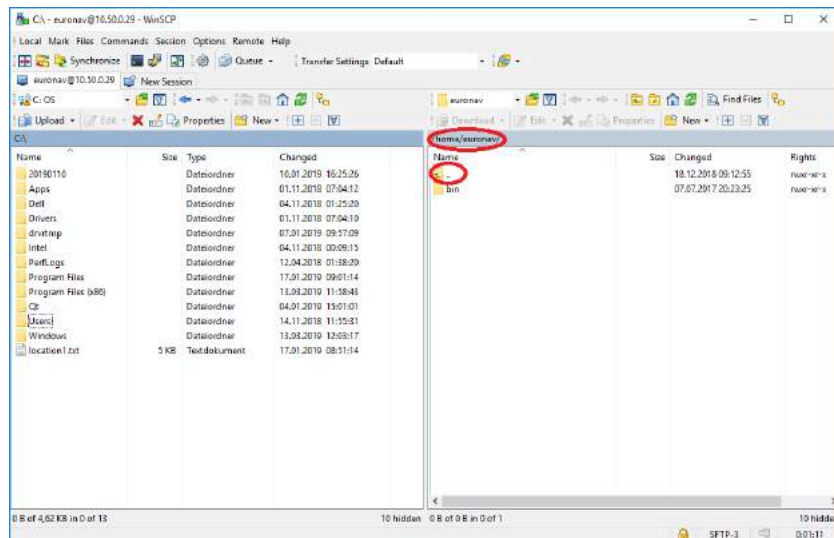 C:\ - euronav@10.50.0.29 - WinSCP
Local Mark Files Commands Session Options Remote Help
Synchronize Queue Transfer Settings Default
euronav@10.50.0.29 New Session
C: OS euronav Find Files
Upload Edit Properties New Download Edit Properties New
C:\ home/euronav/
Name Size Type Changed Name Size Changed Rights
20190110 Dateiordner 10.01.2019 16:25:26 .. 18.12.2018 09:12:55 rwxr-xr-x
Apps Dateiordner 01.11.2018 07:04:12 bin 07.07.2017 20:23:25 rwxr-xr-x
Dell Dateiordner 04.11.2018 01:25:20
Drivers Dateiordner 01.11.2018 07:04:10
drvrtmp Dateiordner 07.01.2019 09:57:09
Intel Dateiordner 04.11.2018 00:09:15
PerfLogs Dateiordner 12.04.2018 01:38:20
Program Files Dateiordner 17.01.2019 09:01:14
Program Files (x86) Dateiordner 13.03.2019 11:58:43
Qt Dateiordner 04.01.2019 15:01:01
Users Dateiordner 14.11.2018 11:55:31
Windows Dateiordner 13.03.2019 12:03:17
location1.txt 5 KB Textdokument 17.01.2019 08:51:14
0 B of 4,62 KB in 0 of 13 10 hidden 0 B of 0 B in 0 of 1 10 hidde
SFTP-3 0:01:11